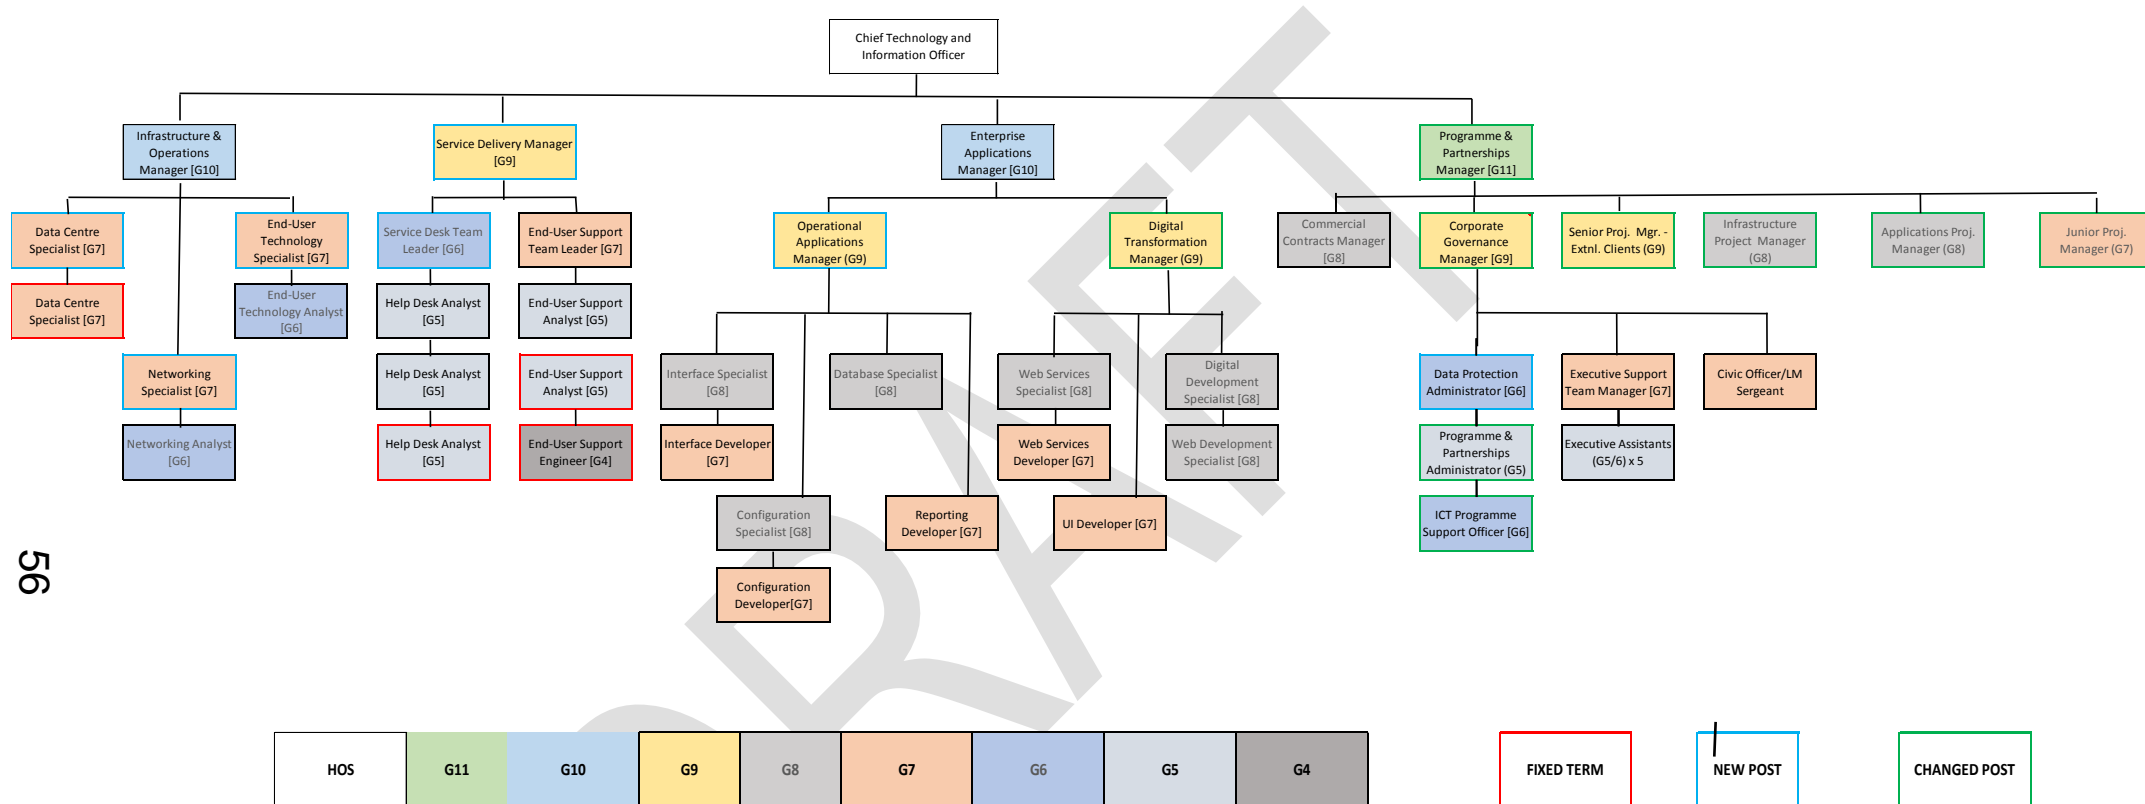 Chief Technology and
Information Officer
Infrastructure &
Operations
Manager [G10]
Service Delivery Manager
[G9]
Enterprise
Applications
Manager [G10]
Programme &
Partnerships
Manager [G11]
Data Centre
Specialist [G7]
End-User
Technology
Specialist [G7]
Service Desk Team
Leader [G6]
End-User Support
Team Leader [G7]
Operational
Applications
Manager (G9)
Digital
Transformation
Manager (G9)
Commercial
Contracts Manager
[G8]
Corporate
Governance
Manager [G9]
Senior Proj. Mgr. -
Extnl. Clients (G9)
Infrastructure
Project Manager
(G8)
Applications Proj.
Manager (G8)
Junior Proj.
Manager (G7)
Data Centre
Specialist [G7]
End-User
Technology Analyst
[G6]
Help Desk Analyst
[G5]
End-User Support
Analyst [G5)
Networking
Specialist [G7]
Help Desk Analyst
[G5]
End-User Support
Analyst [G5)
Interface Specialist
[G8]
Database Specialist
[G8]
Web Services
Specialist [G8]
Digital
Development
Specialist [G8]
Data Protection
Administrator [G6]
Executive Support
Team Manager [G7]
Civic Officer/LM
Sergeant
Networking Analyst
[G6]
Help Desk Analyst
[G5]
End-User Support
Engineer [G4]
Interface Developer
[G7]
Web Services
Developer [G7]
Web Development
Specialist [G8]
Programme &
Partnerships
Administrator (G5)
Executive Assistants
(G5/6) x 5
Configuration
Specialist [G8]
Reporting
Developer [G7]
UI Developer [G7]
ICT Programme
Support Officer [G6]
Configuration
Developer[G7]
56
DRAFT
HOS
G11
G10
G9
G8
G7
G6
G5
G4
FIXED TERM
NEW POST
CHANGED POST